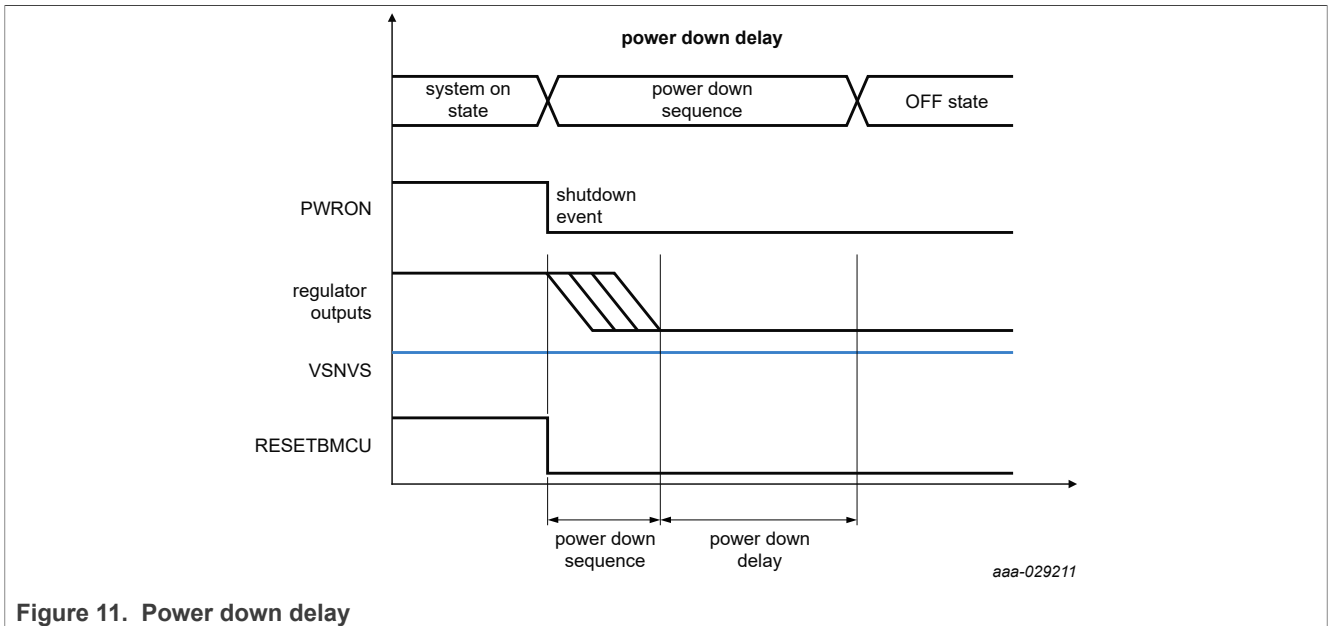 power down delay
system on
state
power down
sequence
OFF state
PWRON
shutdown
event
regulator
outputs
VSNVS
RESETBMCU
power down
sequence
power down
delay
aaa-029211
Figure 11. Power down delay